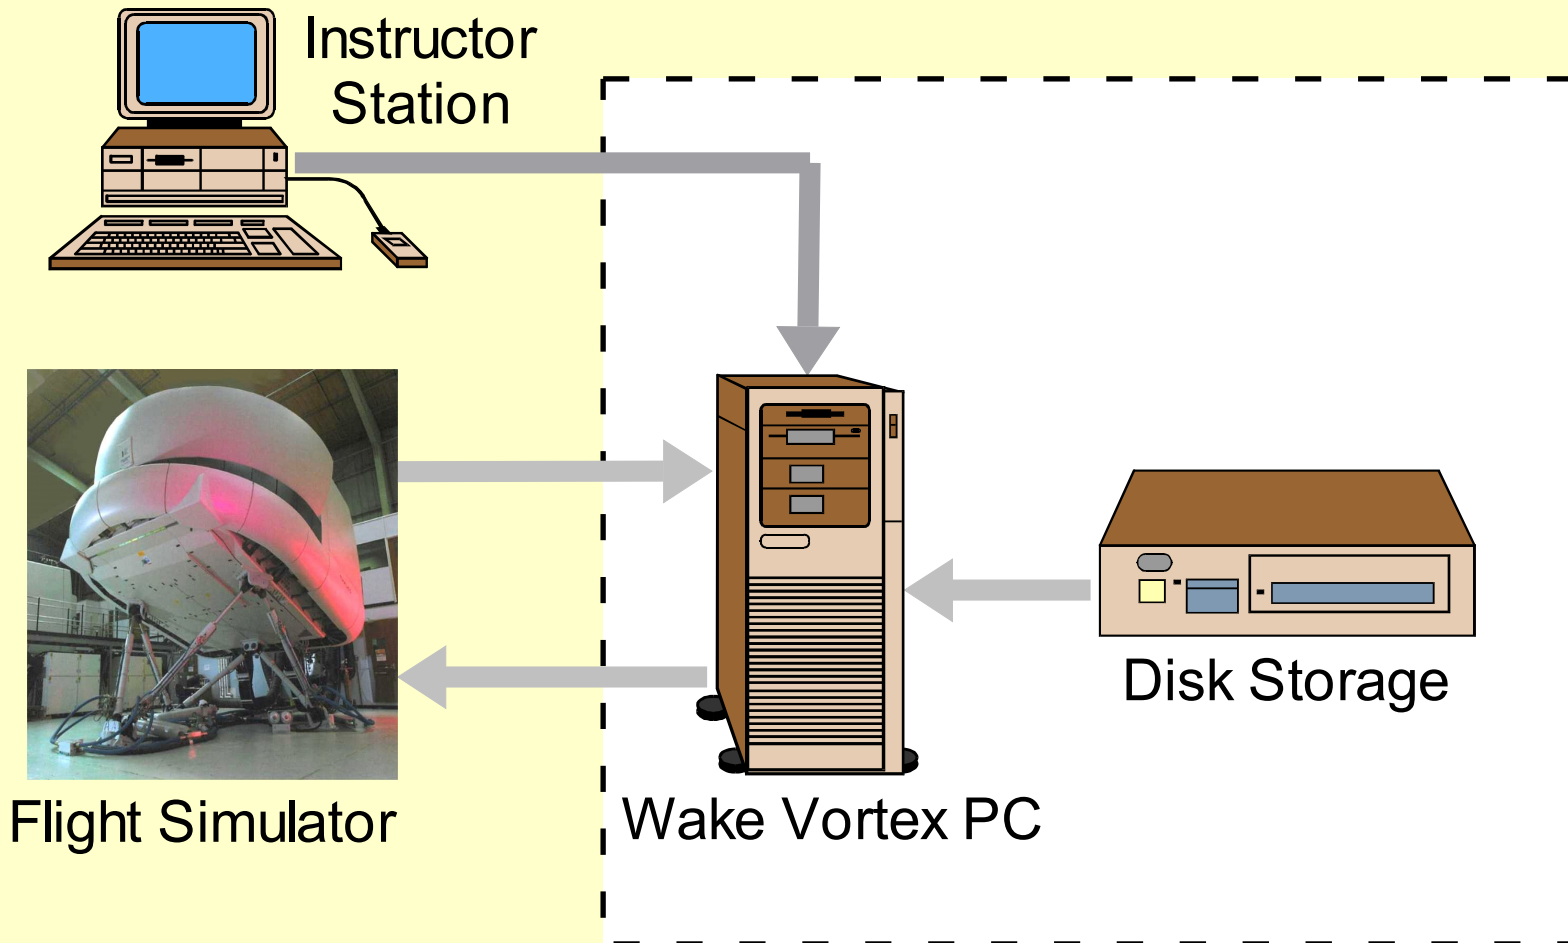 Instructor
Station
Flight Simulator
Wake Vortex PC
Disk Storage